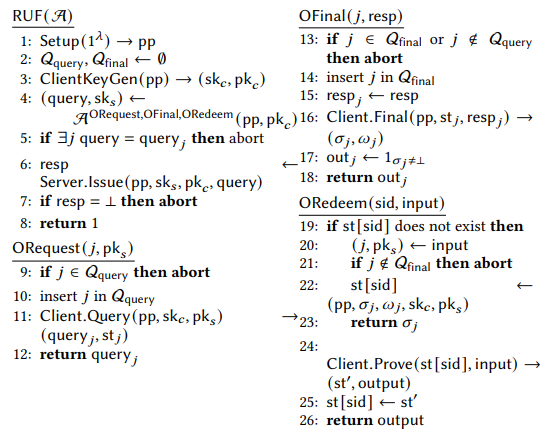 RUF(𝒜)
1: Setup(1^λ) → pp
2: Q_query, Q_final ← ∅
3: ClientKeyGen(pp) → (sk_c, pk_c)
4: (query, sk_s) ←
𝒜^{ORequest,OFinal,ORedeem}(pp, pk_c)
5: if ∃j query = query_j then abort
6: resp ←
Server.Issue(pp, sk_s, pk_c, query)
7: if resp = ⊥ then abort
8: return 1
ORequest(j, pk_s)
9: if j ∈ Q_query then abort
10: insert j in Q_query
11: Client.Query(pp, sk_c, pk_s) →
(query_j, st_j)
12: return query_j
OFinal(j, resp)
13: if j ∈ Q_final or j ∉ Q_query
then abort
14: insert j in Q_final
15: resp_j ← resp
16: Client.Final(pp, st_j, resp_j) →
(σ_j, ω_j)
17: out_j ← 1_{σ_j≠⊥}
18: return out_j
ORedeem(sid, input)
19: if st[sid] does not exist then
20: (j, pk_s) ← input
21: if j ∉ Q_final then abort
22: st[sid] ←
(pp, σ_j, ω_j, sk_c, pk_s)
23: return σ_j
24:
Client.Prove(st[sid], input) →
(st′, output)
25: st[sid] ← st′
26: return output